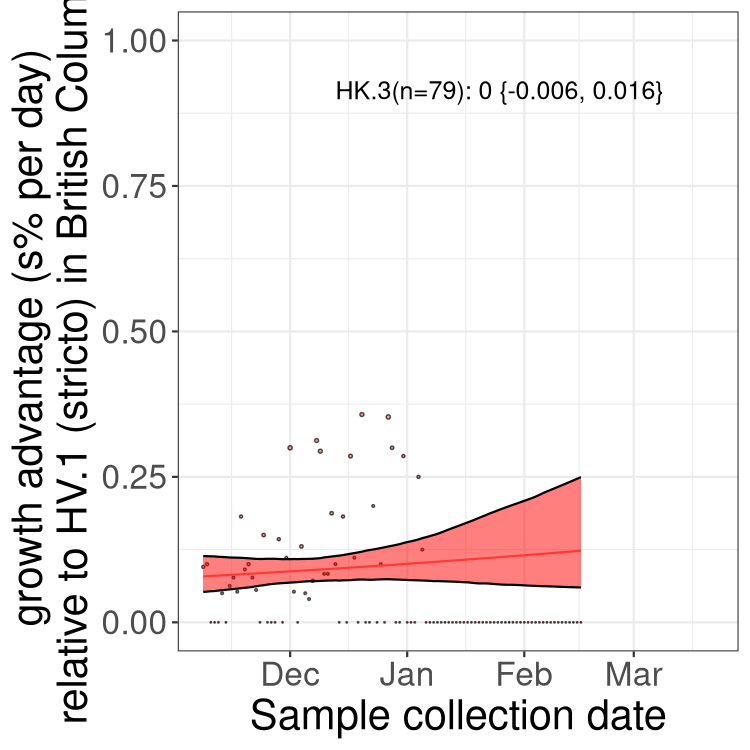 growth advantage (s% per day)
relative to HV.1 (stricto) in British Colum
1.00
0.75
0.50
0.25
0.00
HK.3(n=79): 0 {-0.006, 0.016}
Dec Jan Feb Mar
Sample collection date